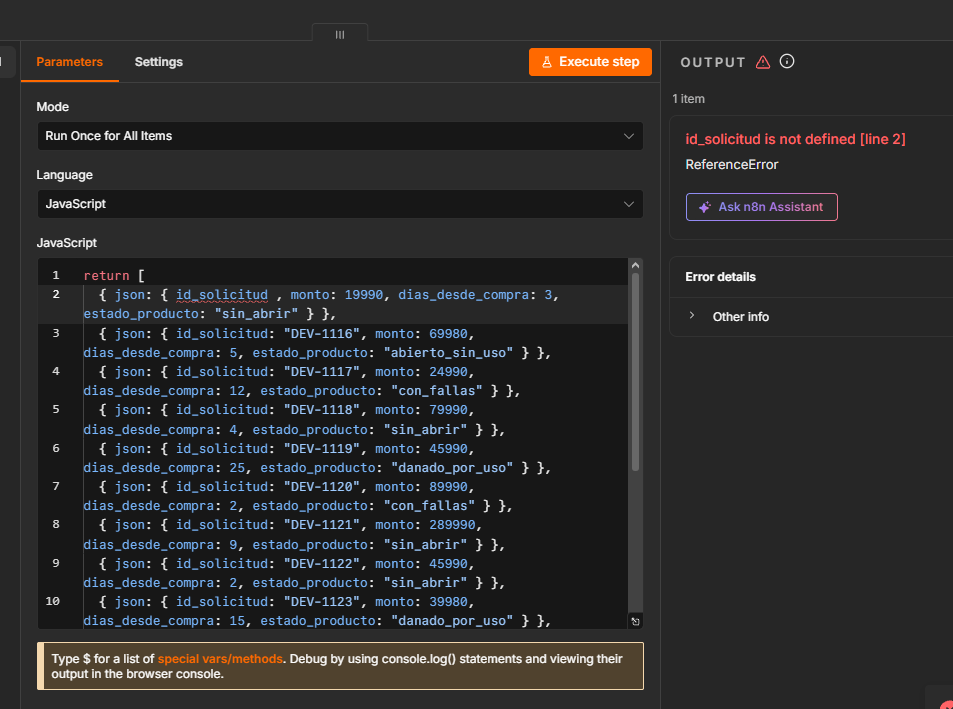 Parameters
Settings
Execute step
OUTPUT
1 item
Mode
Run Once for All Items
Language
JavaScript
JavaScript
1 return [
2 { json: { id_solicitud , monto: 19990, dias_desde_compra: 3,
estado_producto: "sin_abrir" } },
3 { json: { id_solicitud: "DEV-1116", monto: 69980,
dias_desde_compra: 5, estado_producto: "abierto_sin_uso" } },
4 { json: { id_solicitud: "DEV-1117", monto: 24990,
dias_desde_compra: 12, estado_producto: "con_fallas" } },
5 { json: { id_solicitud: "DEV-1118", monto: 79990,
dias_desde_compra: 4, estado_producto: "sin_abrir" } },
6 { json: { id_solicitud: "DEV-1119", monto: 45990,
dias_desde_compra: 25, estado_producto: "danado_por_uso" } },
7 { json: { id_solicitud: "DEV-1120", monto: 89990,
dias_desde_compra: 2, estado_producto: "con_fallas" } },
8 { json: { id_solicitud: "DEV-1121", monto: 289990,
dias_desde_compra: 9, estado_producto: "sin_abrir" } },
9 { json: { id_solicitud: "DEV-1122", monto: 45990,
dias_desde_compra: 2, estado_producto: "sin_abrir" } },
10 { json: { id_solicitud: "DEV-1123", monto: 39980,
dias_desde_compra: 15, estado_producto: "danado_por_uso" } },
Type $ for a list of special vars/methods. Debug by using console.log() statements and viewing their
output in the browser console.
id_solicitud is not defined [line 2]
ReferenceError
Ask n8n Assistant
Error details
Other info